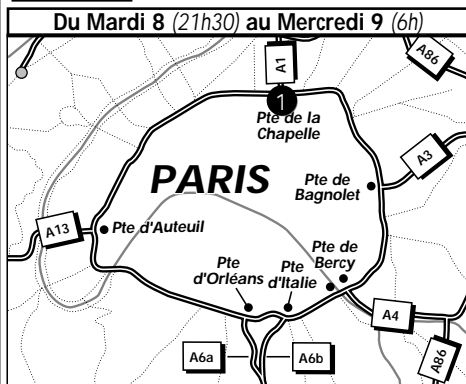 Du Mardi 8 (21h30) au Mercredi 9 (6h)
A1
A86
1
Pte de la
Chapelle
A3
PARIS
Pte de
Bagnolet
A13
Pte d'Auteuil
Pte
d'Orléans
Pte
d'Italie
Pte de
Bercy
A4
A6a
A6b
A86